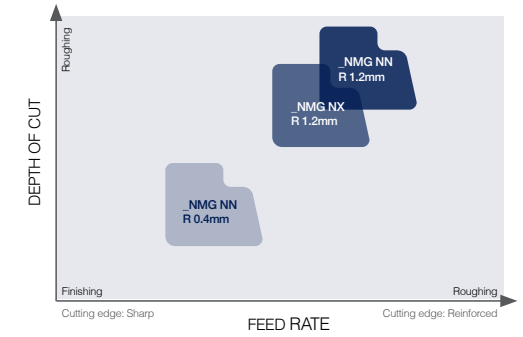 Roughing
DEPTH OF CUT
_NMG NN
R 1.2mm
_NMG NX
R 1.2mm
_NMG NN
R 0.4mm
Finishing
Roughing
Cutting edge: Sharp
Cutting edge: Reinforced
FEED RATE